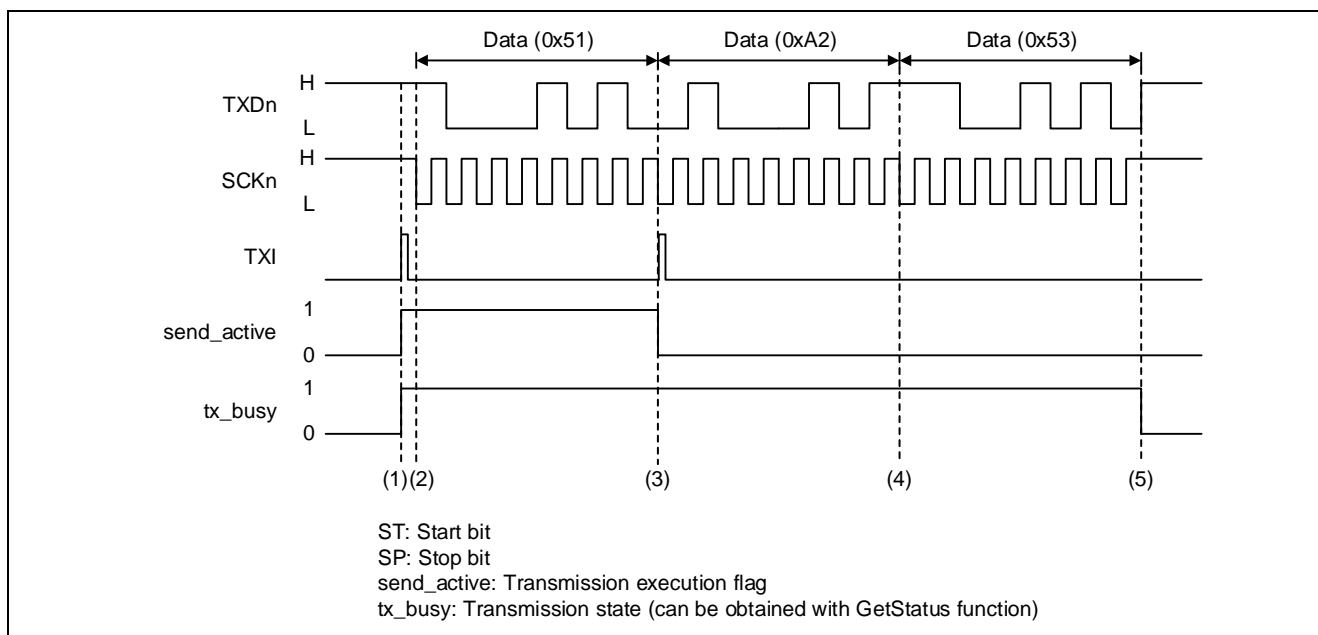 Data (0x51) Data (0xA2) Data (0x53)
H
TXDn
L
H
SCKn
L
TXI
1
send_active
0
1
tx_busy
0
(1) (2) (3) (4) (5)
ST: Start bit
SP: Stop bit
send_active: Transmission execution flag
tx_busy: Transmission state (can be obtained with GetStatus function)